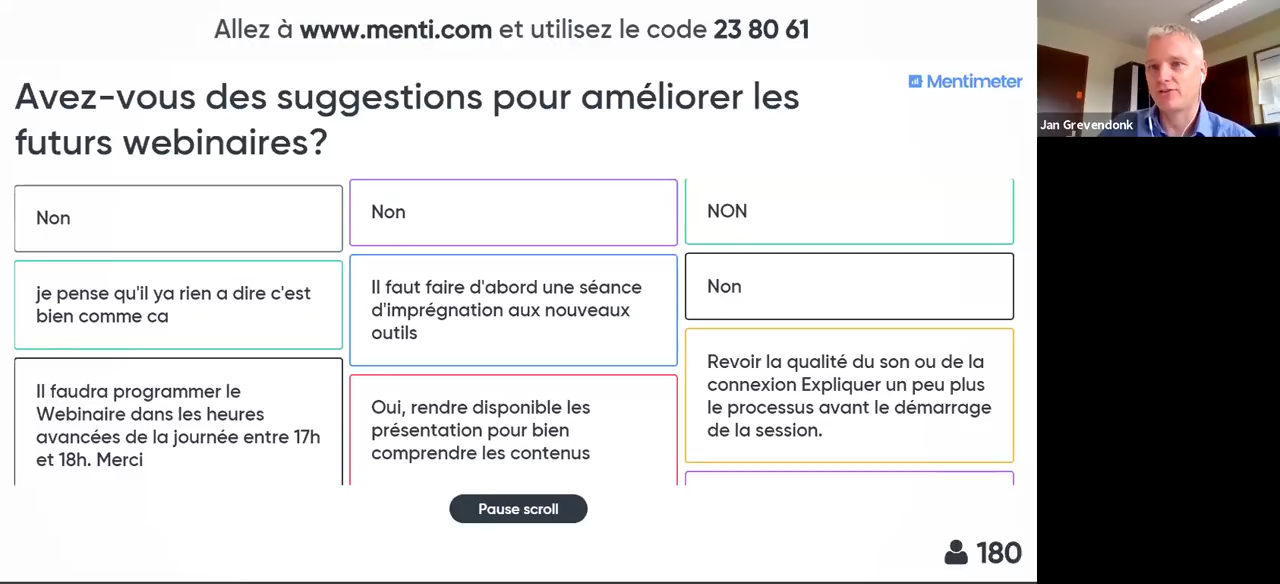 Allez à www.menti.com et utilisez le code 23 80 61
Mentimeter
Avez-vous des suggestions pour améliorer les
futurs webinaires?
Non
je pense qu'il ya rien a dire c'est
bien comme ca
Il faudra programmer le
Webinaire dans les heures
avancées de la journée entre 17h
et 18h. Merci
Non
Il faut faire d'abord une séance
d'imprégnation aux nouveaux
outils
Oui, rendre disponible les
présentation pour bien
comprendre les contenus
NON
Non
Revoir la qualité du son ou de la
connexion Expliquer un peu plus
le processus avant le démarrage
de la session.
Pause scroll
180
Jan Grevendonk